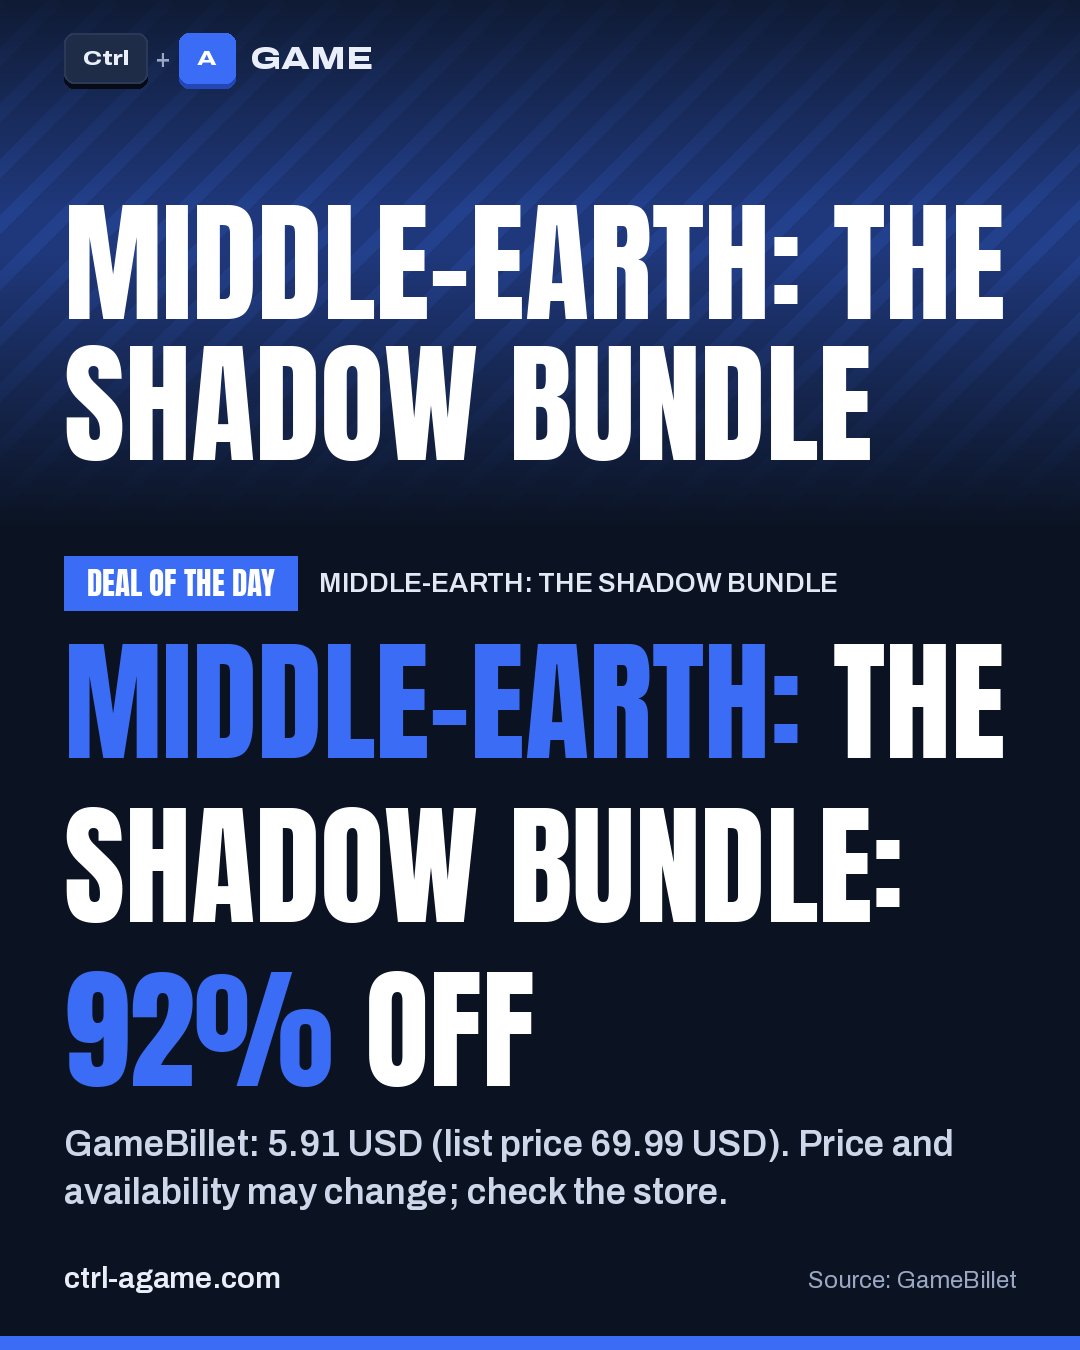 Ctrl + A GAME
MIDDLE-EARTH: THE
SHADOW BUNDLE
DEAL OF THE DAY MIDDLE-EARTH: THE SHADOW BUNDLE
MIDDLE-EARTH: THE
SHADOW BUNDLE:
92% OFF
GameBillet: 5.91 USD (list price 69.99 USD). Price and
availability may change; check the store.
ctrl-agame.com Source: GameBillet